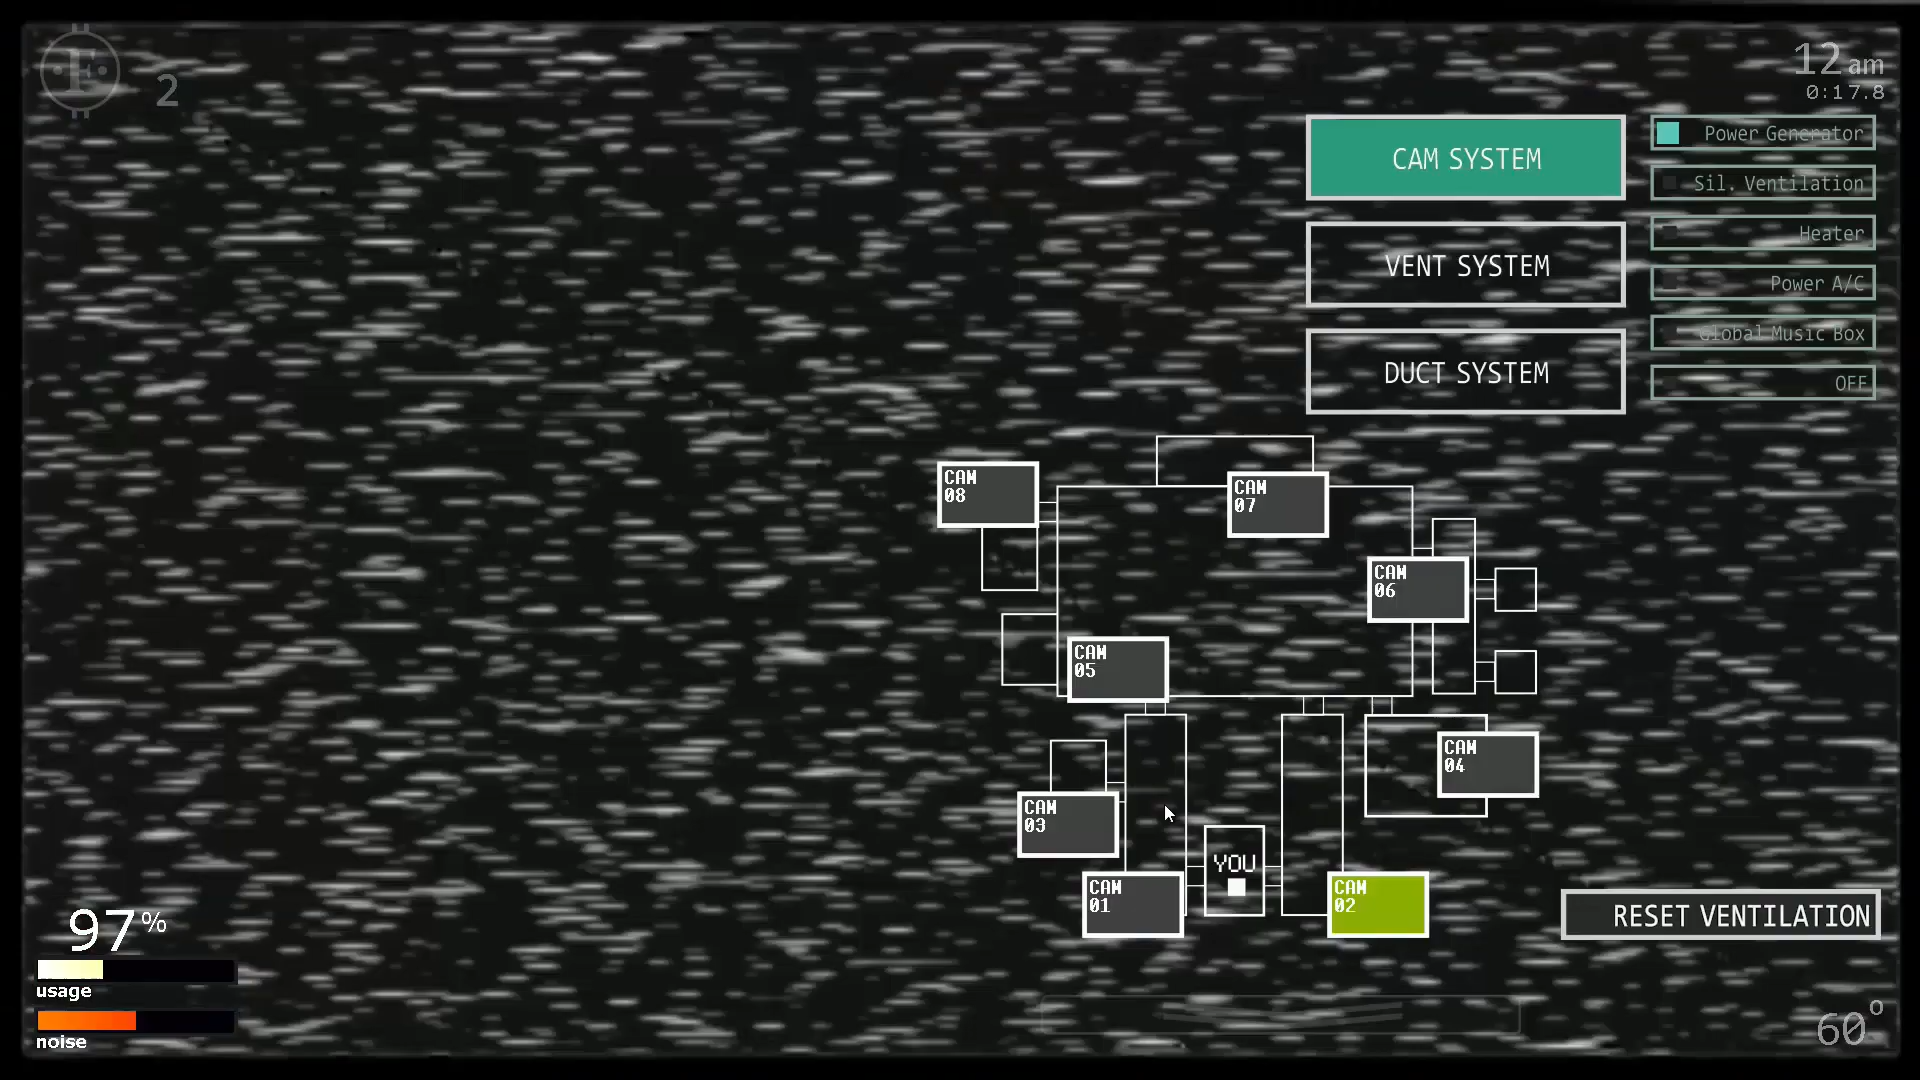 E
2
12 am
0:17.8
CAM SYSTEM
Power Generator
Sil. Ventilation
VENT SYSTEM
Heater
Power A/C
DUCT SYSTEM
Global Music Box
OFF
CAM
08
CAM
07
CAM
06
CAM
05
CAM
04
CAM
03
YOU
CAM
01
CAM
02
RESET VENTILATION
97%
usage
noise
60°